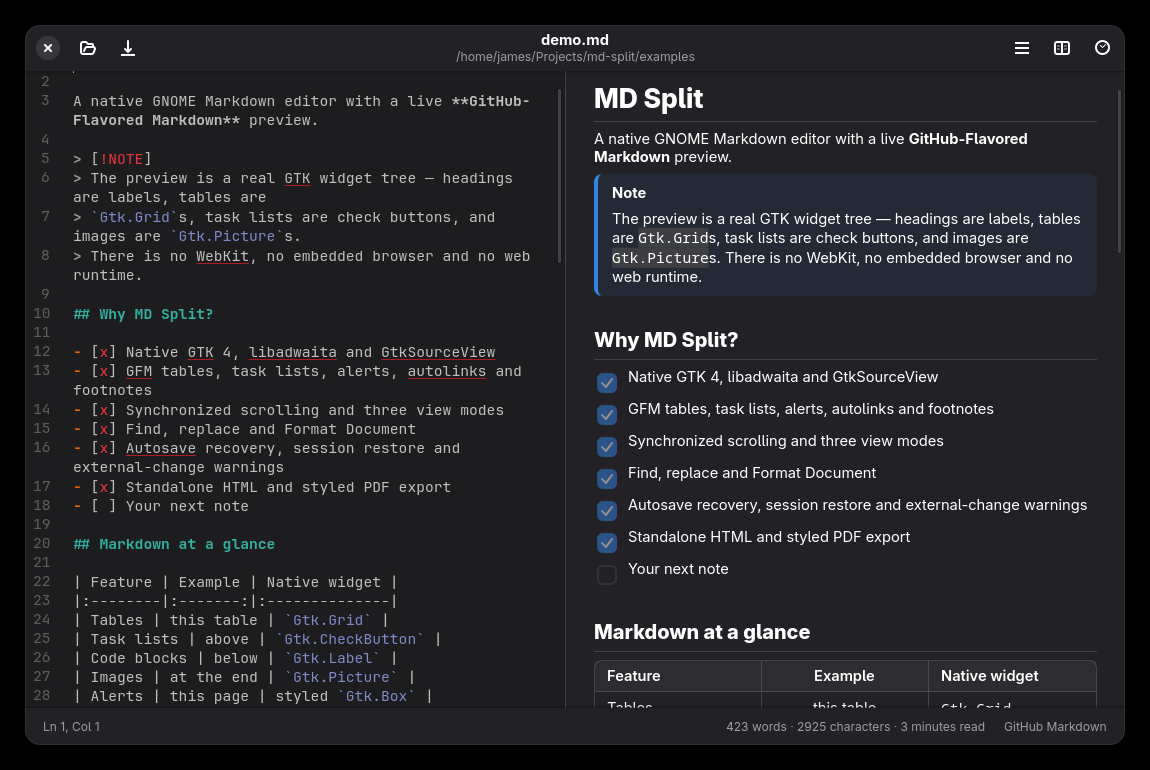 demo.md
/home/james/Projects/md-split/examples
2
3 A native GNOME Markdown editor with a live **GitHub-
Flavored Markdown** preview.
4
5 > [!NOTE]
6 > The preview is a real GTK widget tree — headings
are labels, tables are
7 > `Gtk.Grid`s, task lists are check buttons, and
images are `Gtk.Picture`s.
8 > There is no WebKit, no embedded browser and no web
runtime.
9
10 ## Why MD Split?
11
12 - [x] Native GTK 4, libadwaita and GtkSourceView
13 - [x] GFM tables, task lists, alerts, autolinks and
footnotes
14 - [x] Synchronized scrolling and three view modes
15 - [x] Find, replace and Format Document
16 - [x] Autosave recovery, session restore and
external-change warnings
17 - [x] Standalone HTML and styled PDF export
18 - [ ] Your next note
19
20 ## Markdown at a glance
21
22 | Feature | Example | Native widget |
23 |:--------|:-------:|:--------------|
24 | Tables | this table | `Gtk.Grid` |
25 | Task lists | above | `Gtk.CheckButton` |
26 | Code blocks | below | `Gtk.Label` |
27 | Images | at the end | `Gtk.Picture` |
28 | Alerts | this page | styled `Gtk.Box` |
MD Split
A native GNOME Markdown editor with a live GitHub-Flavored
Markdown preview.
Note
The preview is a real GTK widget tree — headings are labels, tables
are Gtk.Grids, task lists are check buttons, and images are
Gtk.Pictures. There is no WebKit, no embedded browser and no
web runtime.
Why MD Split?
Native GTK 4, libadwaita and GtkSourceView
GFM tables, task lists, alerts, autolinks and footnotes
Synchronized scrolling and three view modes
Find, replace and Format Document
Autosave recovery, session restore and external-change warnings
Standalone HTML and styled PDF export
Your next note
Markdown at a glance
Feature Example Native widget
Tables this table Gtk.Grid
Ln 1, Col 1
423 words · 2925 characters · 3 minutes read GitHub Markdown